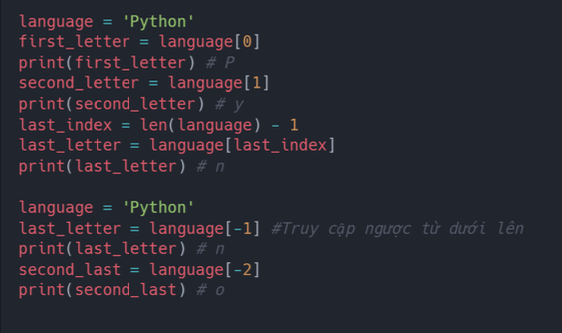 language = 'Python'
first_letter = language[0]
print(first_letter) # P
second_letter = language[1]
print(second_letter) # y
last_index = len(language) - 1
last_letter = language[last_index]
print(last_letter) # n
language = 'Python'
last_letter = language[-1] #Truy cập ngược từ dưới lên
print(last_letter) # n
second_last = language[-2]
print(second_last) # o